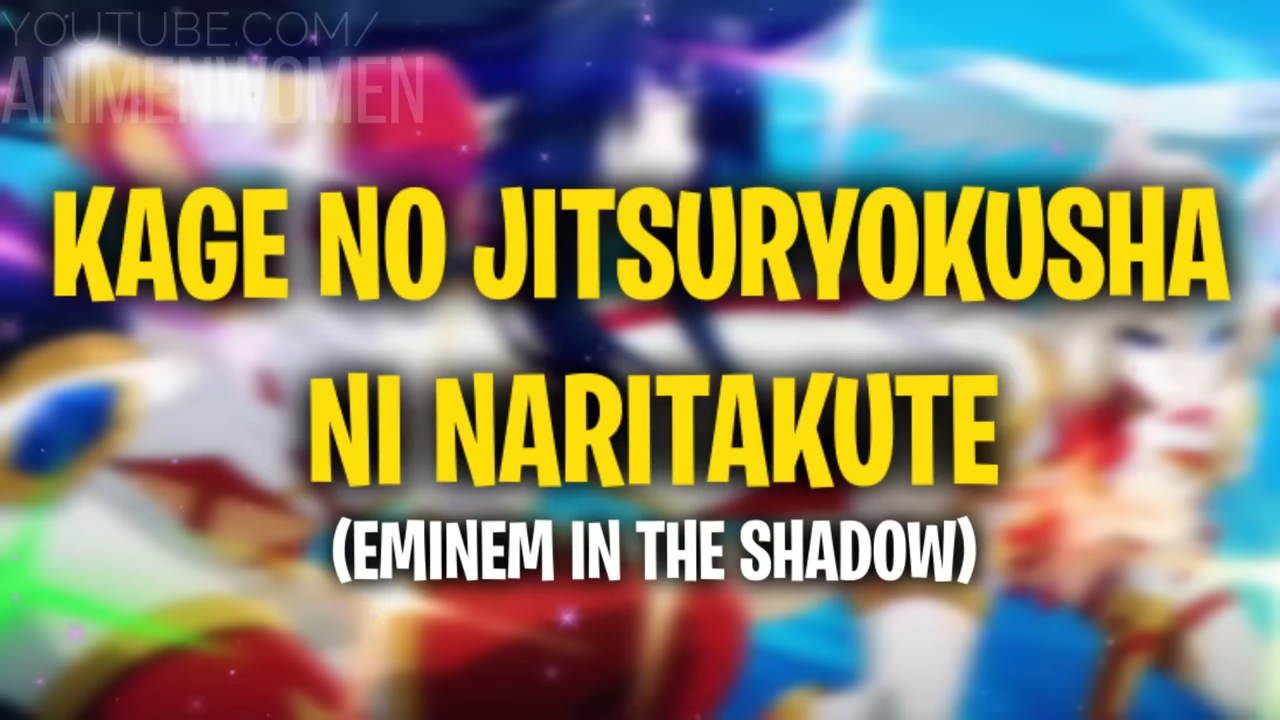 YOUTUBE.COM/
ANIMENWOMEN
KAGE NO JITSURYOKUSHA
NI NARITAKUTE
(EMINEM IN THE SHADOW)